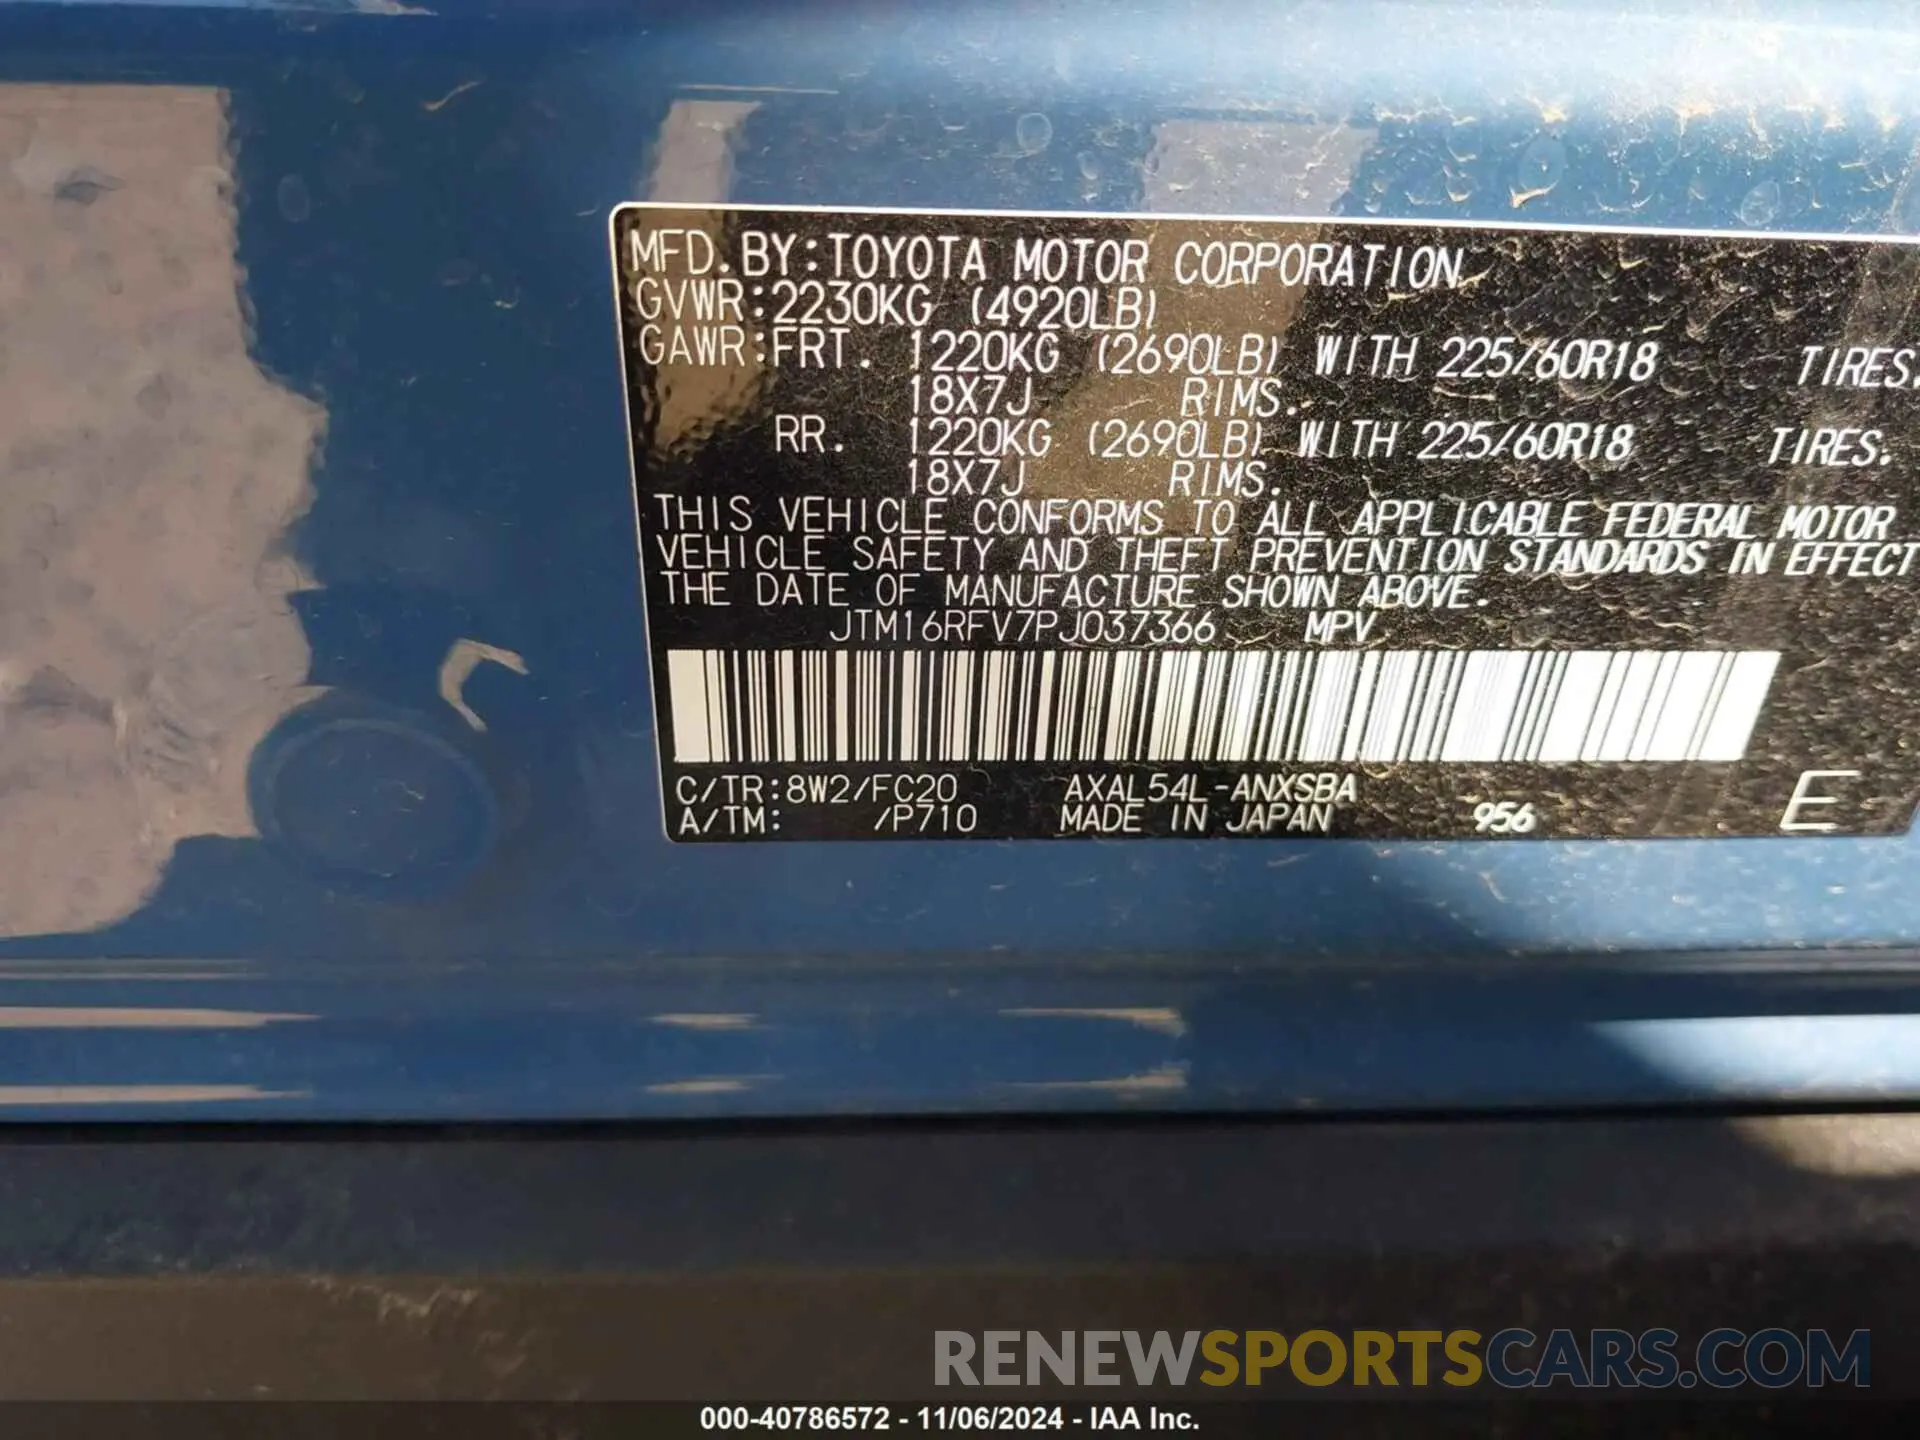 MFD. BY: TOYOTA MOTOR CORPORATION
GVWR: 2230KG (4920LB)
GAWR: FRT. 1220KG (2690LB) WITH 225/60R18 TIRES.
18X7J RIMS.
RR. 1220KG (2690LB) WITH 225/60R18 TIRES.
18X7J RIMS.
THIS VEHICLE CONFORMS TO ALL APPLICABLE FEDERAL MOTOR
VEHICLE SAFETY AND THEFT PREVENTION STANDARDS IN EFFECT
THE DATE OF MANUFACTURE SHOWN ABOVE.
JTM16RFV7PJ037366 MPV
C/TR: 8W2/FC20 AXAL54L-ANXSBA
A/TM: /P710 MADE IN JAPAN 956 E
RENEWSPORTSCARS.COM
000-40786572 - 11/06/2024 - IAA Inc.